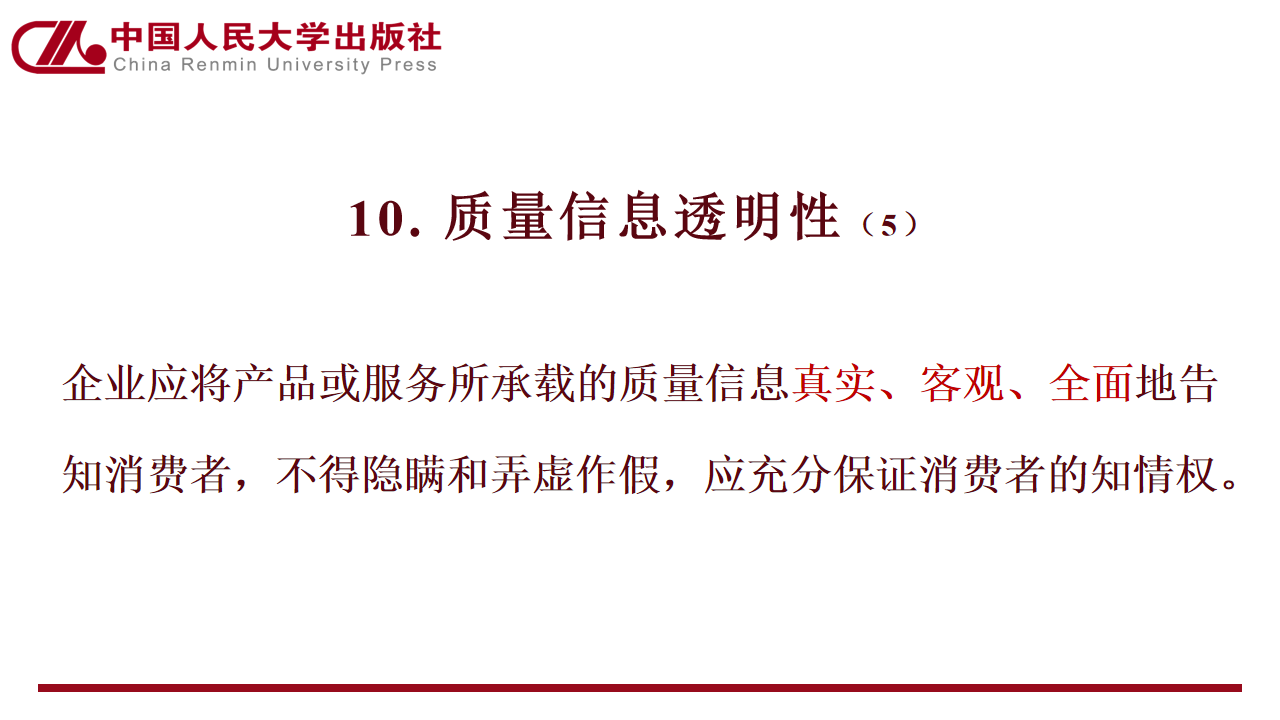 中国人民大学出版社
China Renmin University Press
10. 质量信息透明性（5）
企业应将产品或服务所承载的质量信息真实、客观、全面地告
知消费者，不得隐瞒和弄虚作假，应充分保证消费者的知情权。